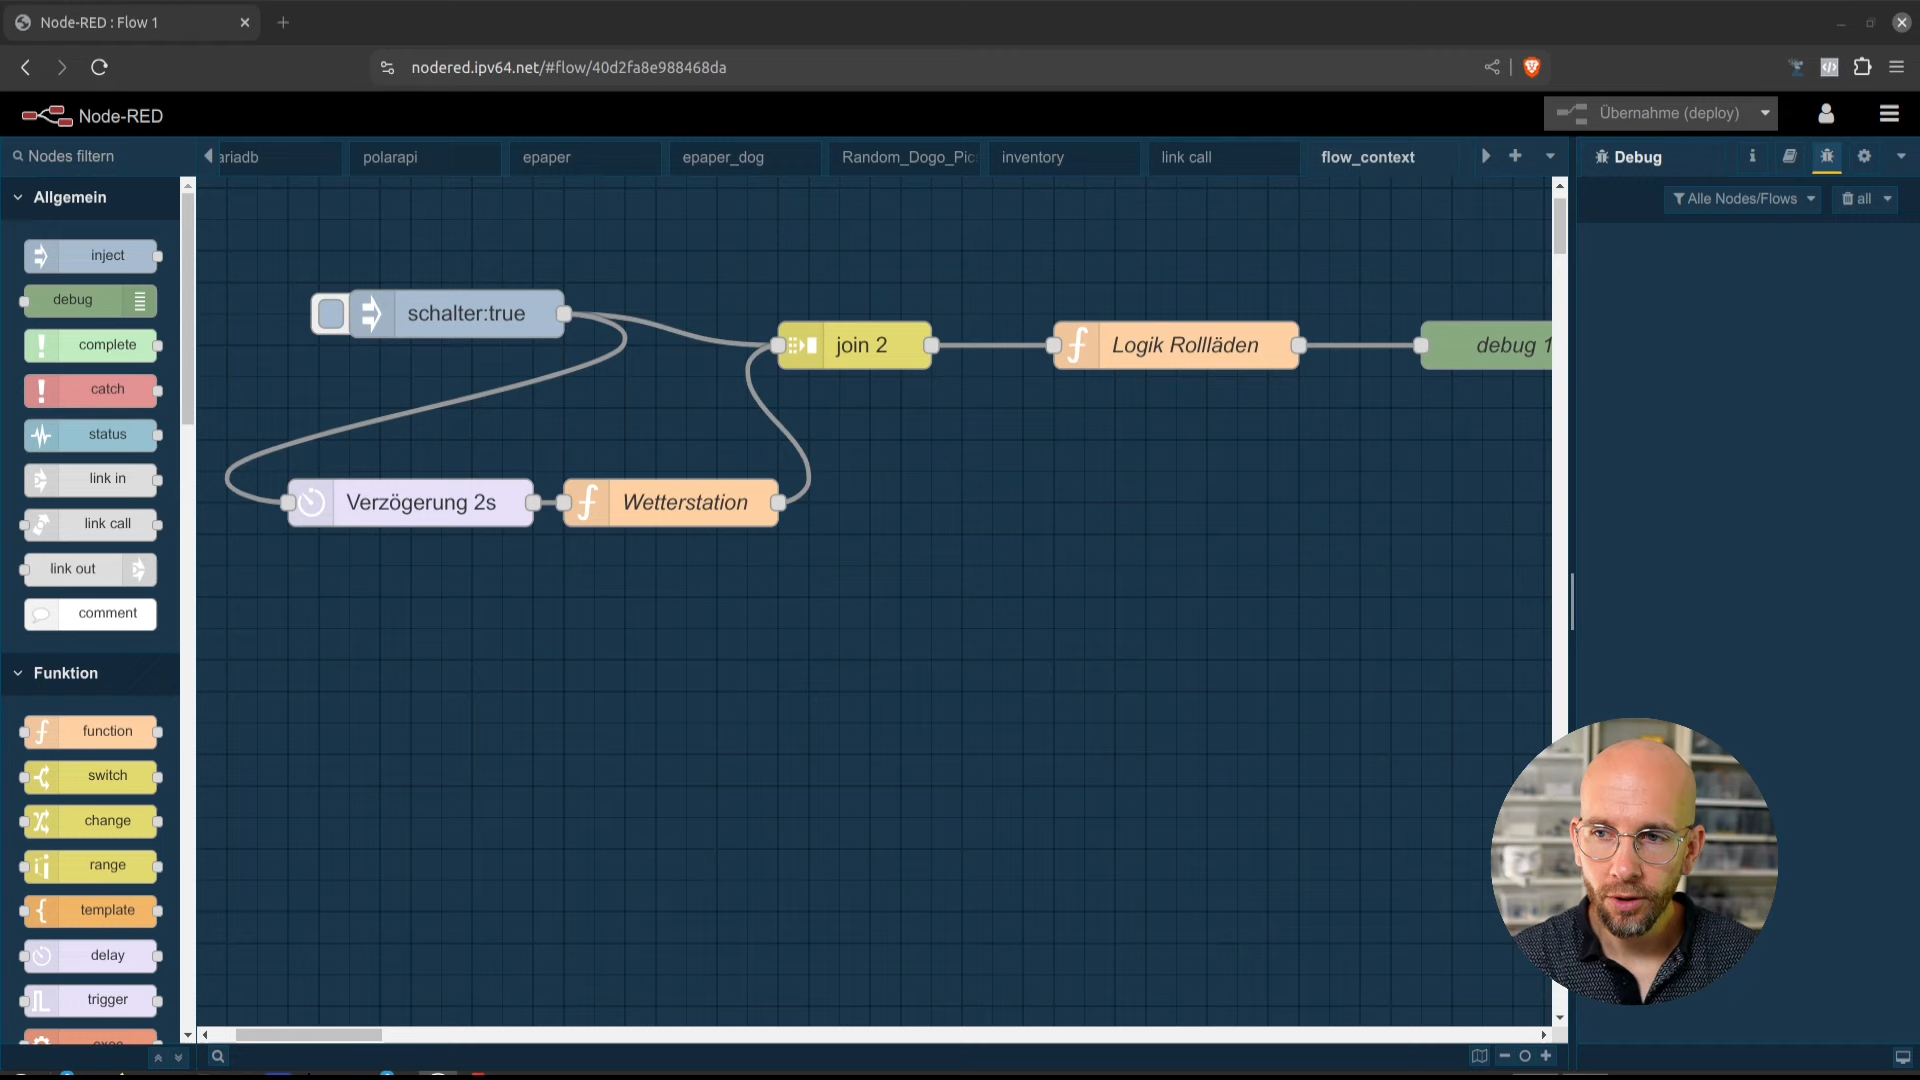 Node-RED : Flow 1
nodered.ipv64.net/#flow/40d2fa8e988468da
Node-RED
Übernahme (deploy)
Nodes filtern
ariadb
polarapi
epaper
epaper_dog
Random_Dogo_Pic
inventory
link call
flow_context
Debug
Alle Nodes/Flows
all
Allgemein
inject
debug
complete
catch
status
link in
link call
link out
comment
Funktion
function
switch
change
range
template
delay
trigger
exec
schalter:true
join 2
Logik Rollläden
debug 1
Verzögerung 2s
Wetterstation